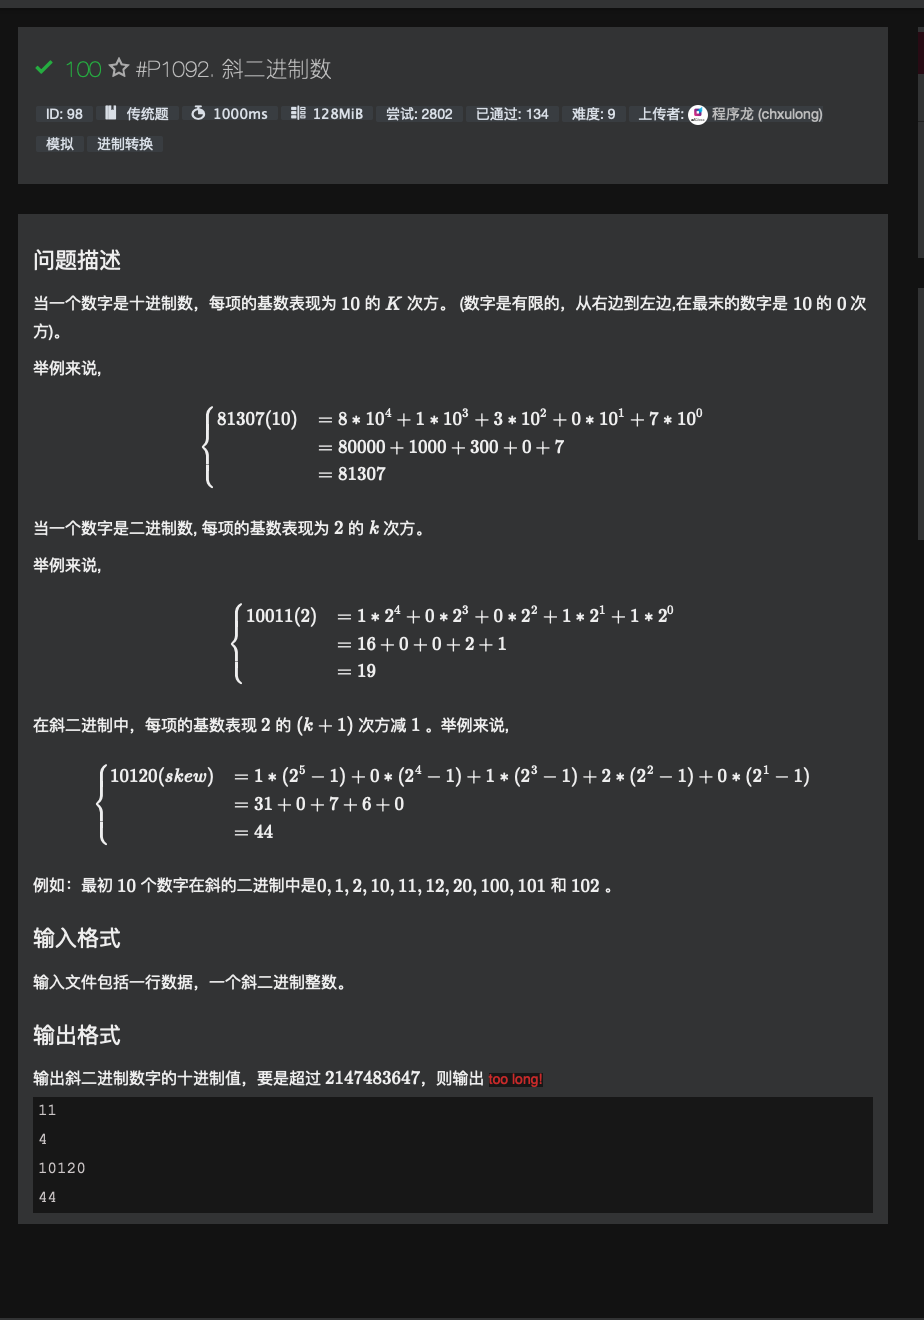 100 #P1092. 斜二进制数
ID: 98 传统题 1000ms 128MiB 尝试: 2802 已通过: 134 难度: 9 上传者: 程序龙 (chxulong)
模拟 进制转换
问题描述
当一个数字是十进制数，每项的基数表现为 10 的 K 次方。 (数字是有限的，从右边到左边,在最末的数字是 10 的 0 次
方)。
举例来说,
81307(10) = 8 ∗ 10^4 + 1 ∗ 10^3 + 3 ∗ 10^2 + 0 ∗ 10^1 + 7 ∗ 10^0
= 80000 + 1000 + 300 + 0 + 7
= 81307
当一个数字是二进制数, 每项的基数表现为 2 的 k 次方。
举例来说,
10011(2) = 1 ∗ 2^4 + 0 ∗ 2^3 + 0 ∗ 2^2 + 1 ∗ 2^1 + 1 ∗ 2^0
= 16 + 0 + 0 + 2 + 1
= 19
在斜二进制中，每项的基数表现 2 的 (k + 1) 次方减 1 。举例来说,
10120(skew) = 1 ∗ (2^5 − 1) + 0 ∗ (2^4 − 1) + 1 ∗ (2^3 − 1) + 2 ∗ (2^2 − 1) + 0 ∗ (2^1 − 1)
= 31 + 0 + 7 + 6 + 0
= 44
例如：最初 10 个数字在斜的二进制中是0, 1, 2, 10, 11, 12, 20, 100, 101 和 102 。
输入格式
输入文件包括一行数据，一个斜二进制整数。
输出格式
输出斜二进制数字的十进制值，要是超过 2147483647，则输出 too long!
11
4
10120
44